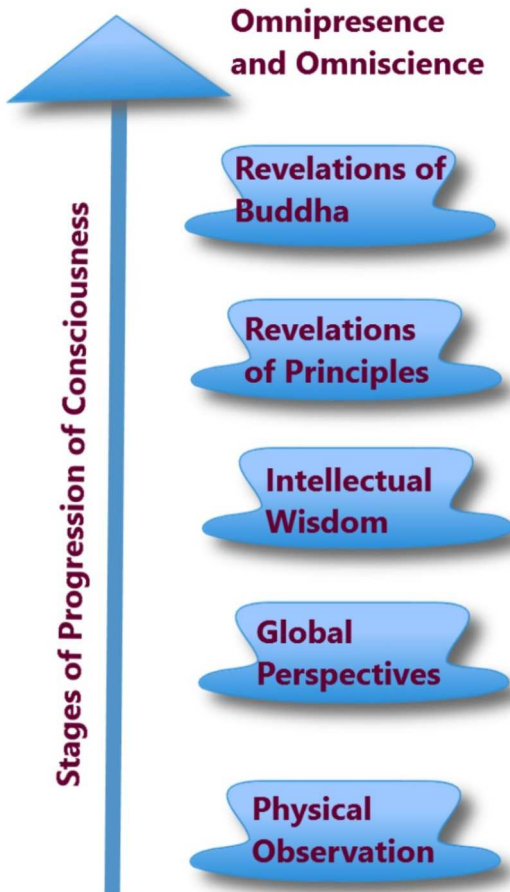 Omnipresence
and Omniscience
Revelations of
Buddha
Revelations
of Principles
Intellectual
Wisdom
Global
Perspectives
Physical
Observation
Stages of Progression of Consciousness